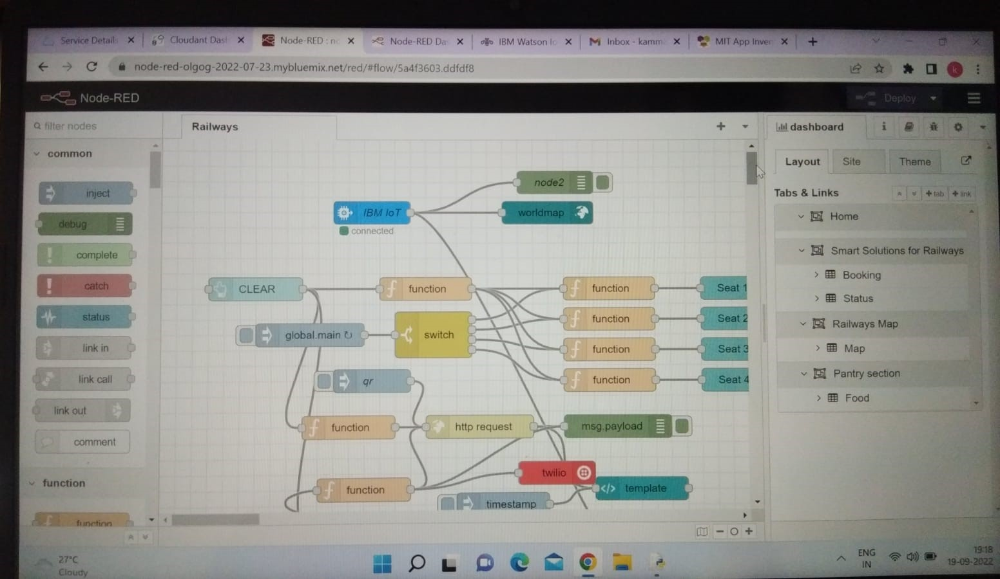 Service Details
Cloudant Dasl
Node-RED : no
Node-RED Da
IBM Watson Io
Inbox - kamm
MIT App Inven
node-red-olgog-2022-07-23.mybluemix.net/red/#flow/5a4f3603.ddfdf8
k
Node-RED
Deploy
filter nodes
Railways
dashboard
common
Layout
Site
Theme
inject
debug
complete
catch
status
link in
link call
link out
comment
function
function
node2
IBM IoT
worldmap
connected
CLEAR
function
function
Seat 1
global.main ↻
switch
function
Seat 2
function
Seat 3
qr
function
Seat 4
function
http request
msg.payload
twilio
function
template
timestamp
Tabs & Links
+ tab
+ link
Home
Smart Solutions for Railways
Booking
Status
Railways Map
Map
Pantry section
Food
27°C
Cloudy
ENG
IN
19:18
19-09-2022